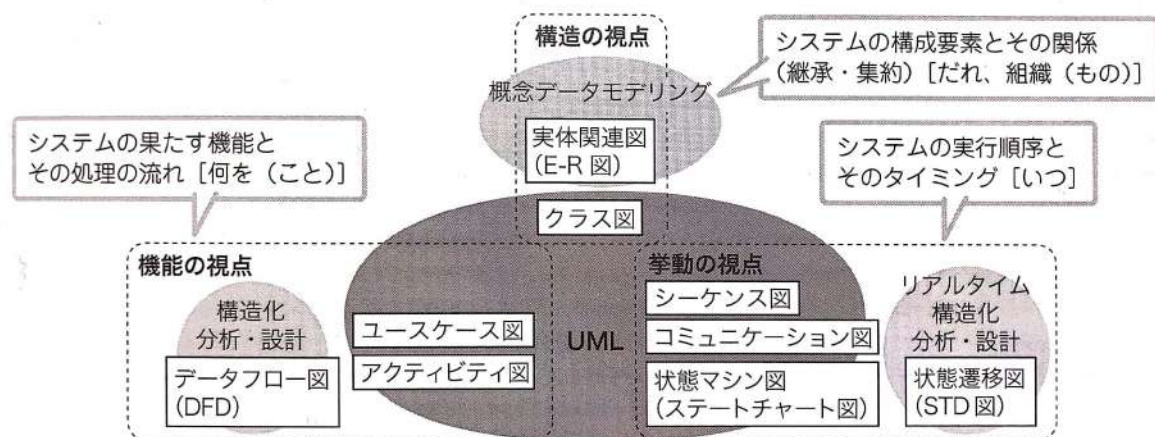 構造の視点
システムの構成要素とその関係
(継承・集約)[だれ、組織(もの)]
概念データモデリング
実体関連図
(E-R 図)
クラス図
システムの果たす機能と
その処理の流れ[何を(こと)]
システムの実行順序と
そのタイミング[いつ]
機能の視点
構造化
分析・設計
データフロー図
(DFD)
ユースケース図
アクティビティ図
UML
挙動の視点
シーケンス図
コミュニケーション図
状態マシン図
(ステートチャート図)
リアルタイム
構造化
分析・設計
状態遷移図
(STD 図)